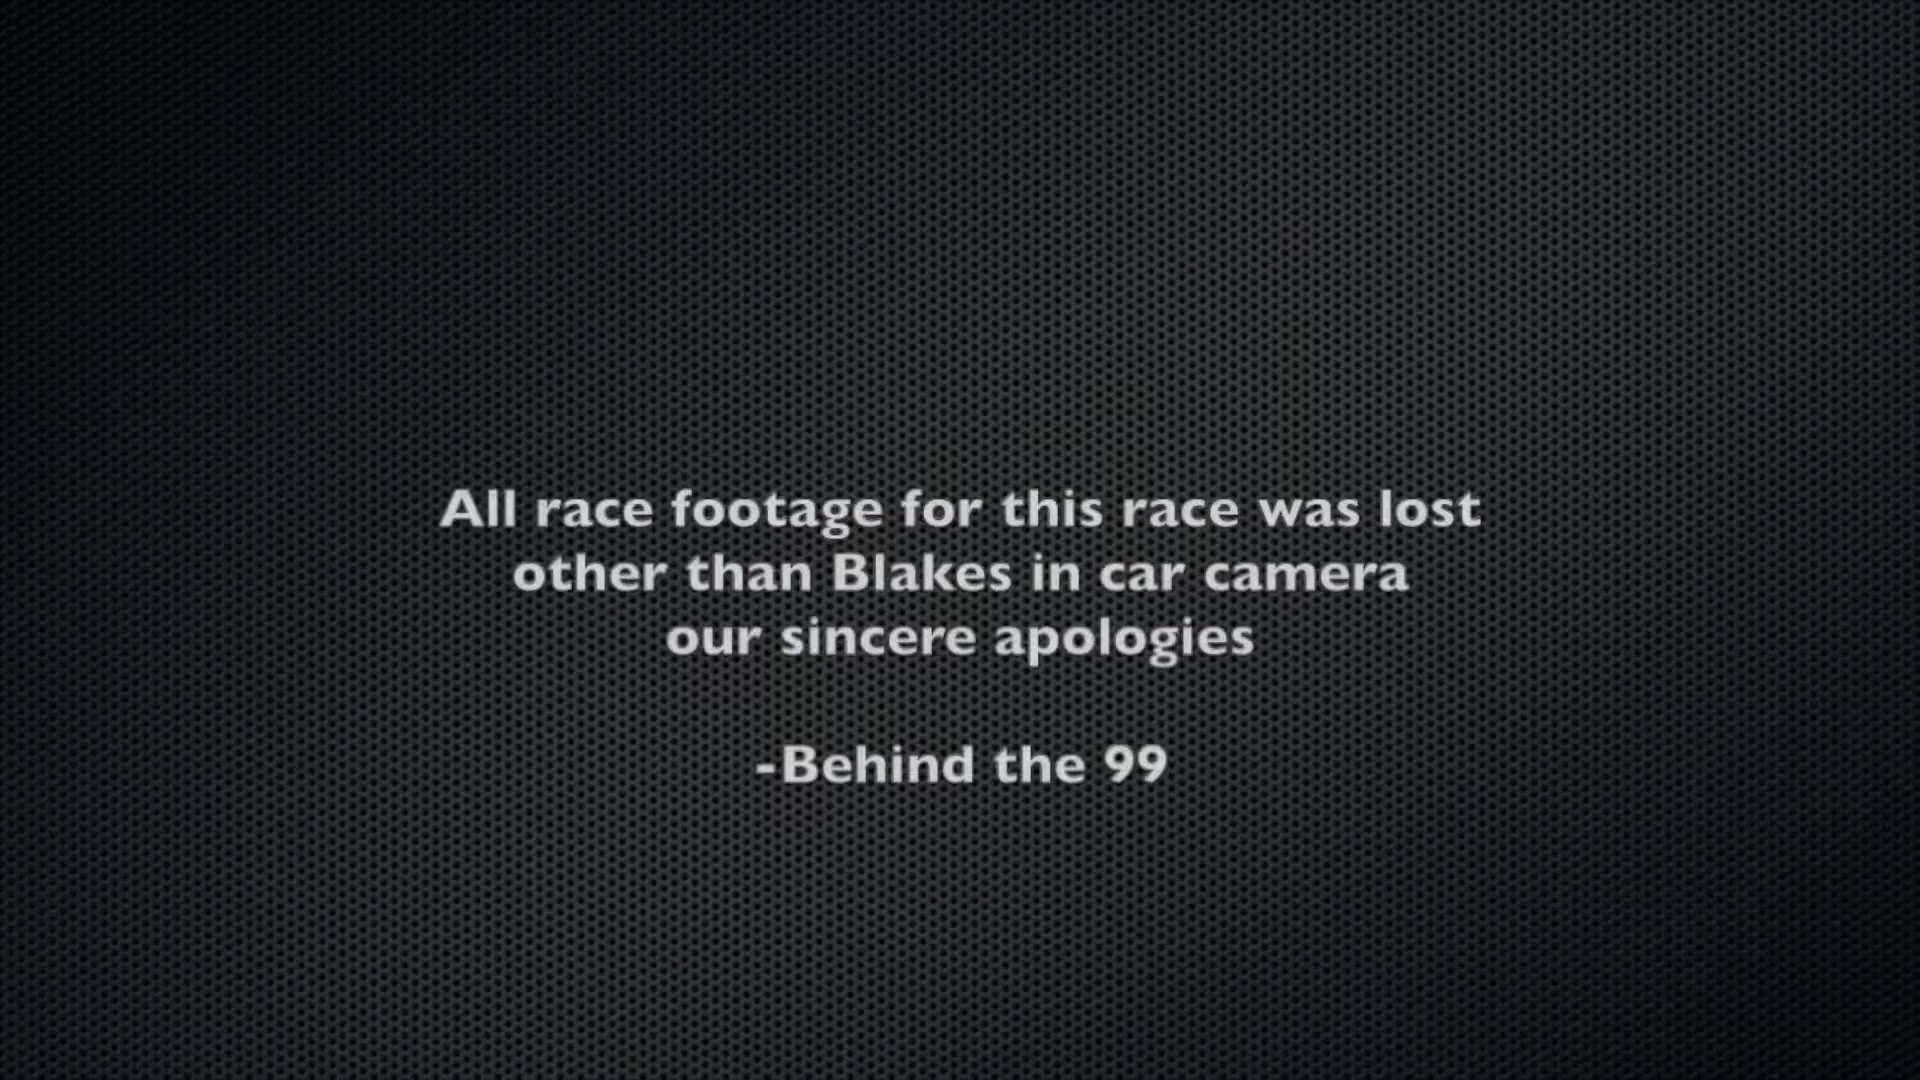 All race footage for this race was lost
other than Blakes in car camera
our sincere apologies
-Behind the 99